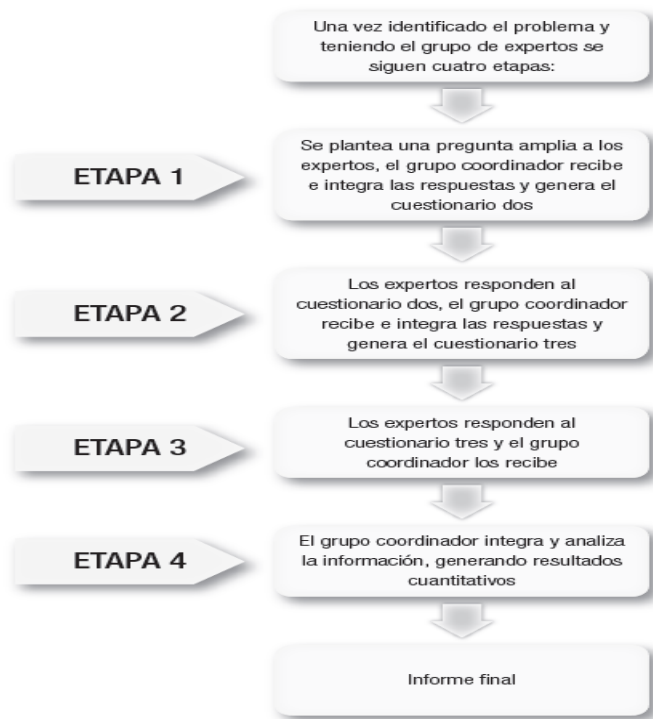 Una vez identificado el problema y
teniendo el grupo de expertos se
siguen cuatro etapas:
ETAPA 1
Se plantea una pregunta amplia a los
expertos, el grupo coordinador recibe
e integra las respuestas y genera el
cuestionario dos
ETAPA 2
Los expertos responden al
cuestionario dos, el grupo coordinador
recibe e integra las respuestas y
genera el cuestionario tres
ETAPA 3
Los expertos responden al
cuestionario tres y el grupo
coordinador los recibe
ETAPA 4
El grupo coordinador integra y analiza
la información, generando resultados
cuantitativos
Informe final